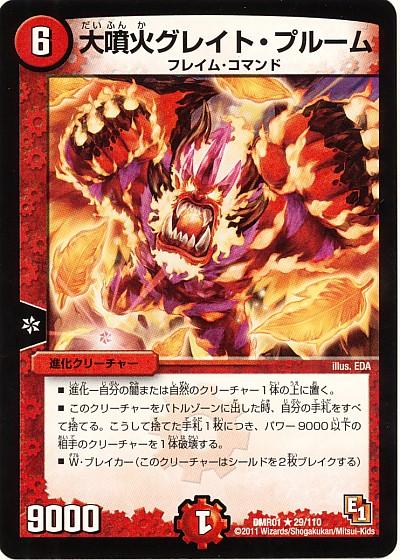 6
だいふんか
大噴火グレイト・プルーム
フレイム・コマンド
進化クリーチャー
illus. EDA
■ 進化－自分の闇または自然のクリーチャー1体の上に置く。
■ このクリーチャーをバトルゾーンに出した時、自分の手札をすべ
て捨てる。こうして捨てた手札1枚につき、パワー9000以下の
相手のクリーチャーを1体破壊する。
■ W・ブレイカー(このクリーチャーはシールドを2枚ブレイクする)
9000
1
E1
DMR01 ★ 29/110
©2011 Wizards/Shogakukan/Mitsui-Kids